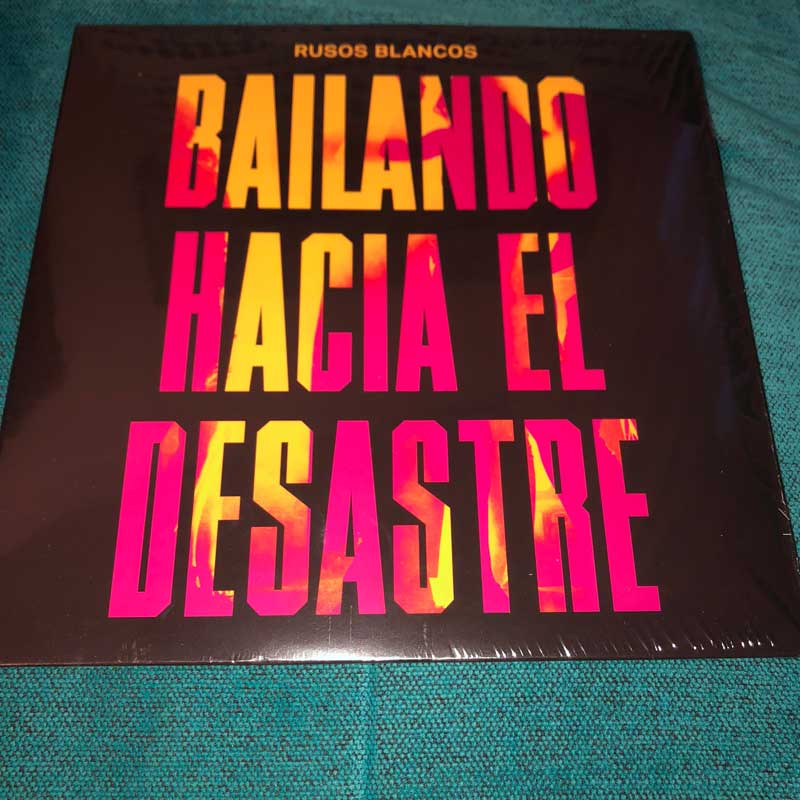 RUSOS BLANCOS
BAILANDO
HACIA EL
DESASTRE